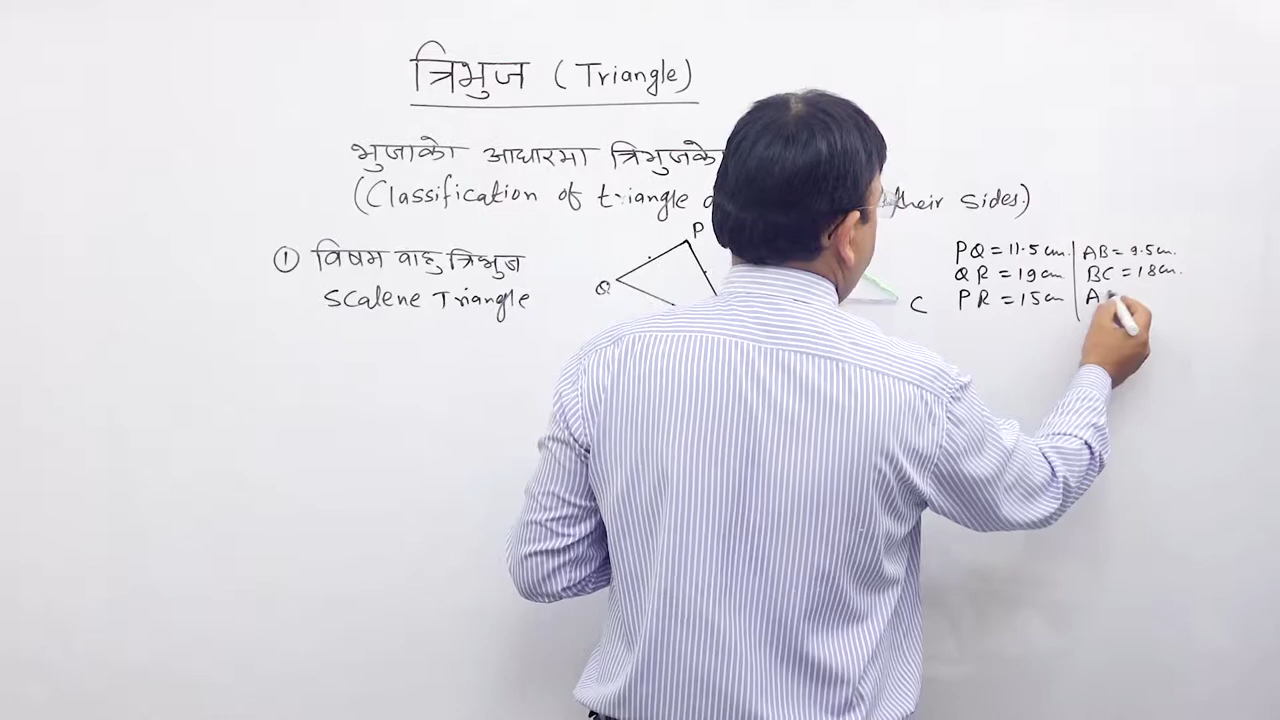 त्रिभुज (Triangle)
भुजाको आधारमा त्रिभुजको
(Classification of triangle their sides.)
① विषम वाहु त्रिभुज
Scalene Triangle
P
Q
C
PQ = 11.5 cm.
QR = 19 cm
PR = 15 cm
AB = 9.5 cm.
BC = 18 cm.
A